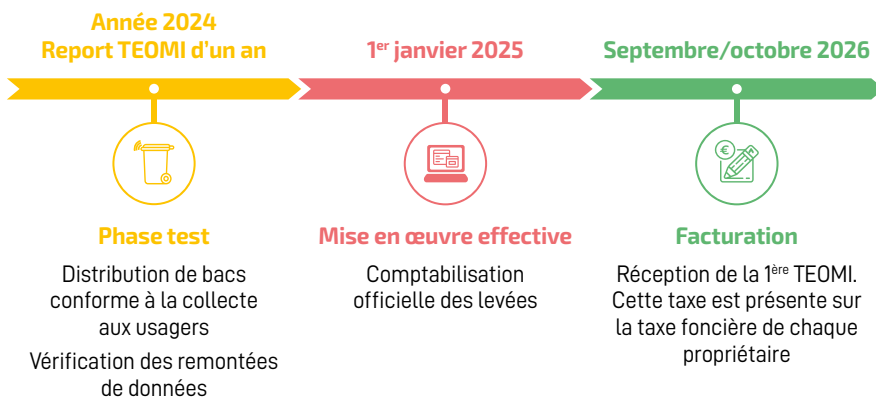 Année 2024
Report TEOMI d'un an
1er janvier 2025
Septembre/octobre 2026
€
Phase test
Distribution de bacs
conforme à la collecte
aux usagers
Vérification des remontées
de données
Mise en œuvre effective
Comptabilisation
officielle des levées
Facturation
Réception de la 1ère TEOMI.
Cette taxe est présente sur
la taxe foncière de chaque
propriétaire